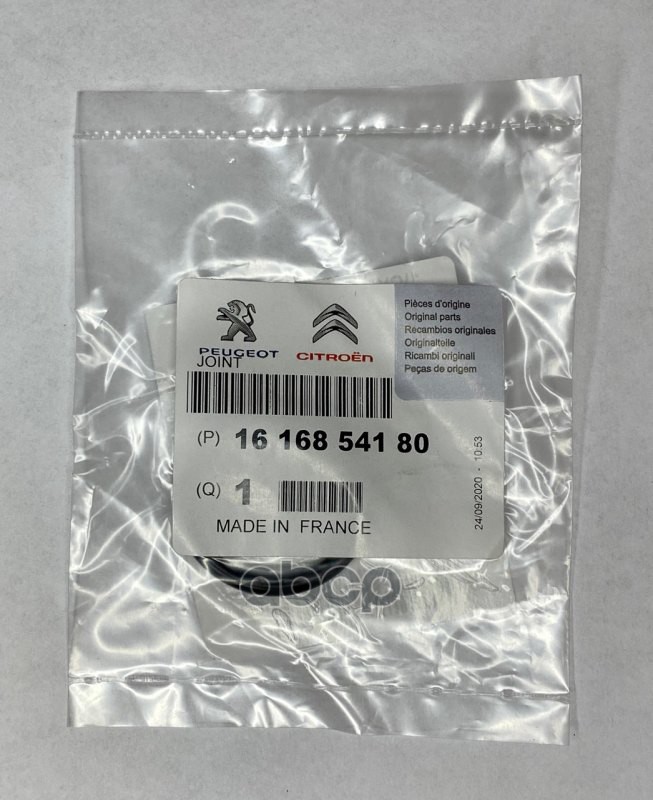 PEUGEOT
CITROËN
JOINT
Pièces d'origine
Original parts
Recambios originales
Originalteile
Ricambi originali
Peças de origem
(P) 16 168 541 80
(Q) 1
MADE IN FRANCE
24/09/2020 - 10:53
abcp